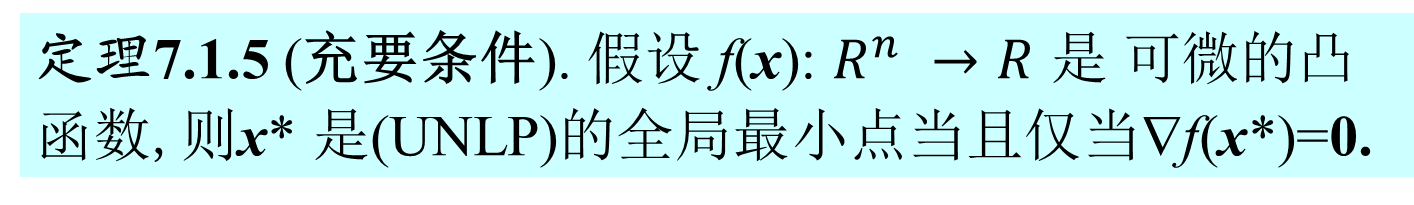 定理7.1.5 (充要条件). 假设 f(x): Rⁿ → R 是 可微的凸
函数, 则x* 是(UNLP)的全局最小点当且仅当∇f(x*)=0.